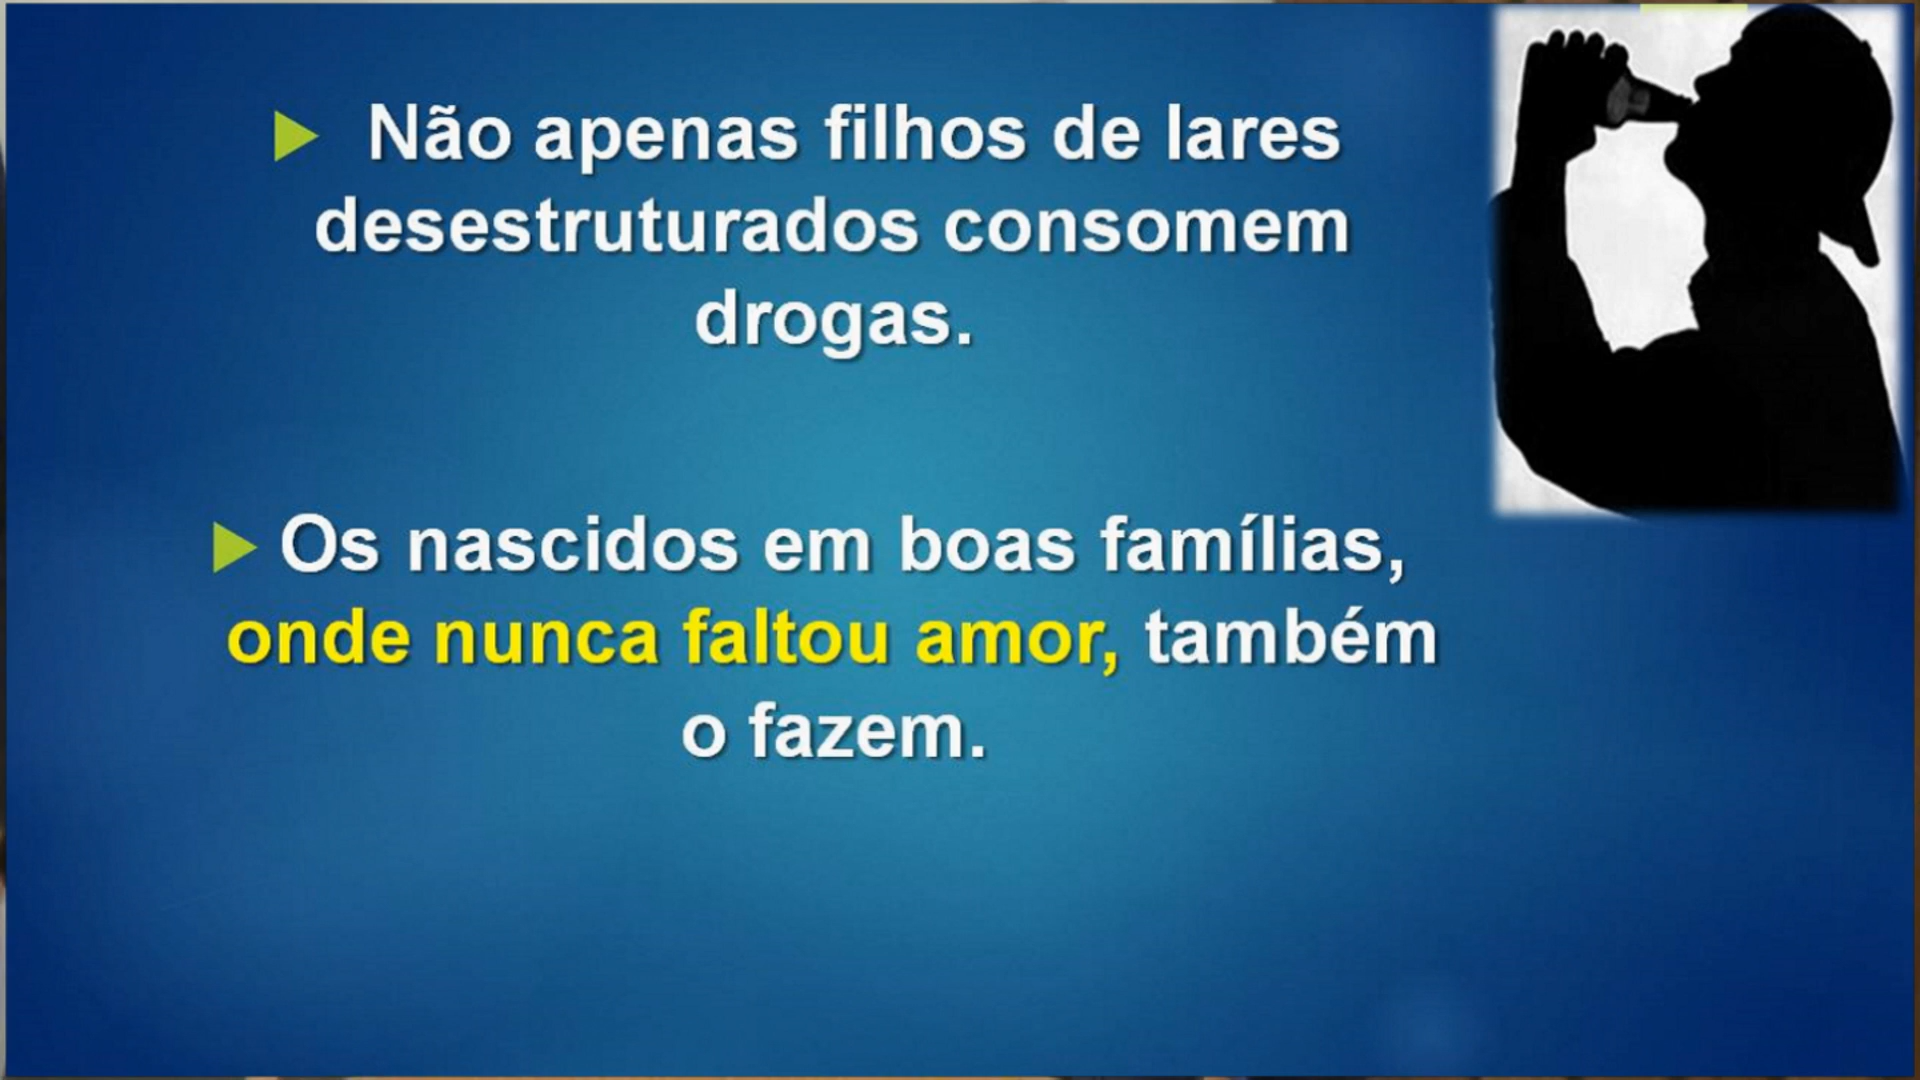 Não apenas filhos de lares
desestruturados consomem
drogas.
Os nascidos em boas famílias,
onde nunca faltou amor, também
o fazem.